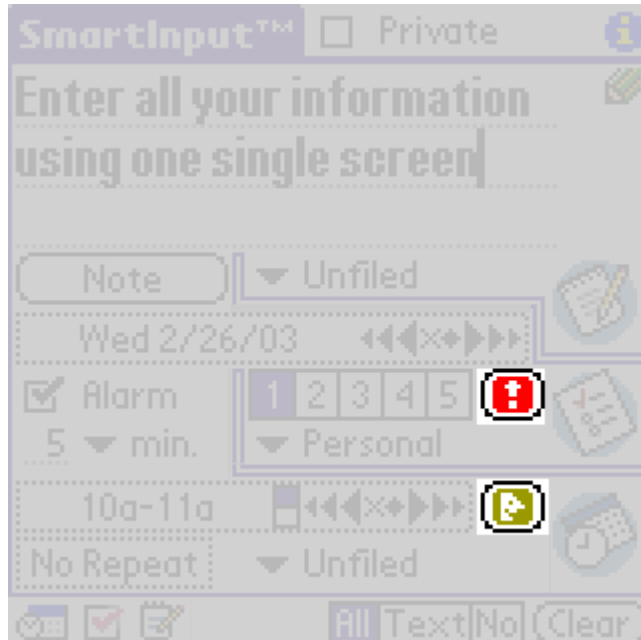 SmartInput™ Private i
Enter all your information
using one single screen
Note Unfiled
Wed 2/26/03
Alarm 1 2 3 4 5 !
5 min. Personal
10a-11a
No Repeat Unfiled
All Text No Clear